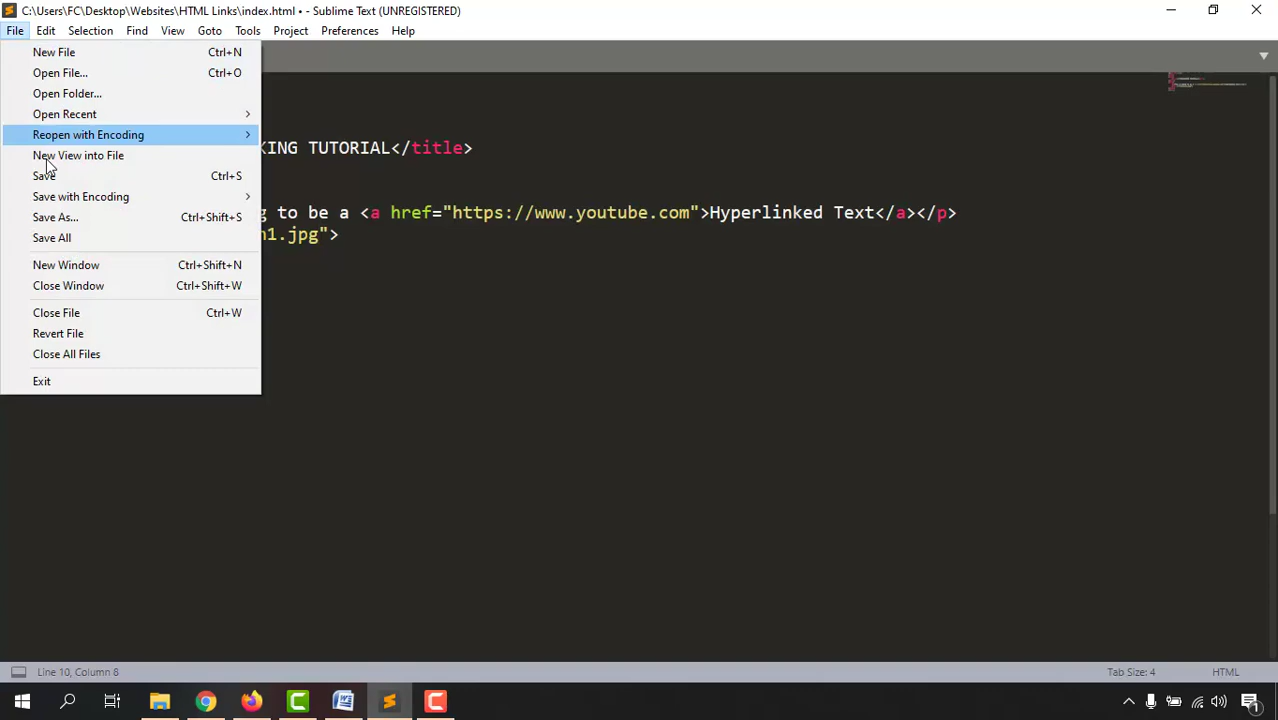 C:\Users\FC\Desktop\Websites\HTML Links\index.html • - Sublime Text (UNREGISTERED)
File Edit Selection Find View Goto Tools Project Preferences Help
New File Ctrl+N
Open File... Ctrl+O
Open Folder...
Open Recent
Reopen with Encoding
KING TUTORIAL</title>
New View into File
Save Ctrl+S
Save with Encoding
g to be a <a href="https://www.youtube.com">Hyperlinked Text</a></p>
Save As... Ctrl+Shift+S
n1.jpg">
Save All
New Window Ctrl+Shift+N
Close Window Ctrl+Shift+W
Close File Ctrl+W
Revert File
Close All Files
Exit
Line 10, Column 8 Tab Size: 4 HTML
1